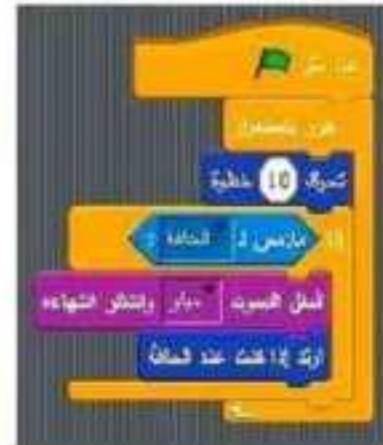 عند نقر
كرر باستمرار
تحرك 10 خطوة
إذا ملامس لـ الحافة ؟
شغل الصوت وانتظر انتهاءه
ارتد إذا كنت عند الحافة